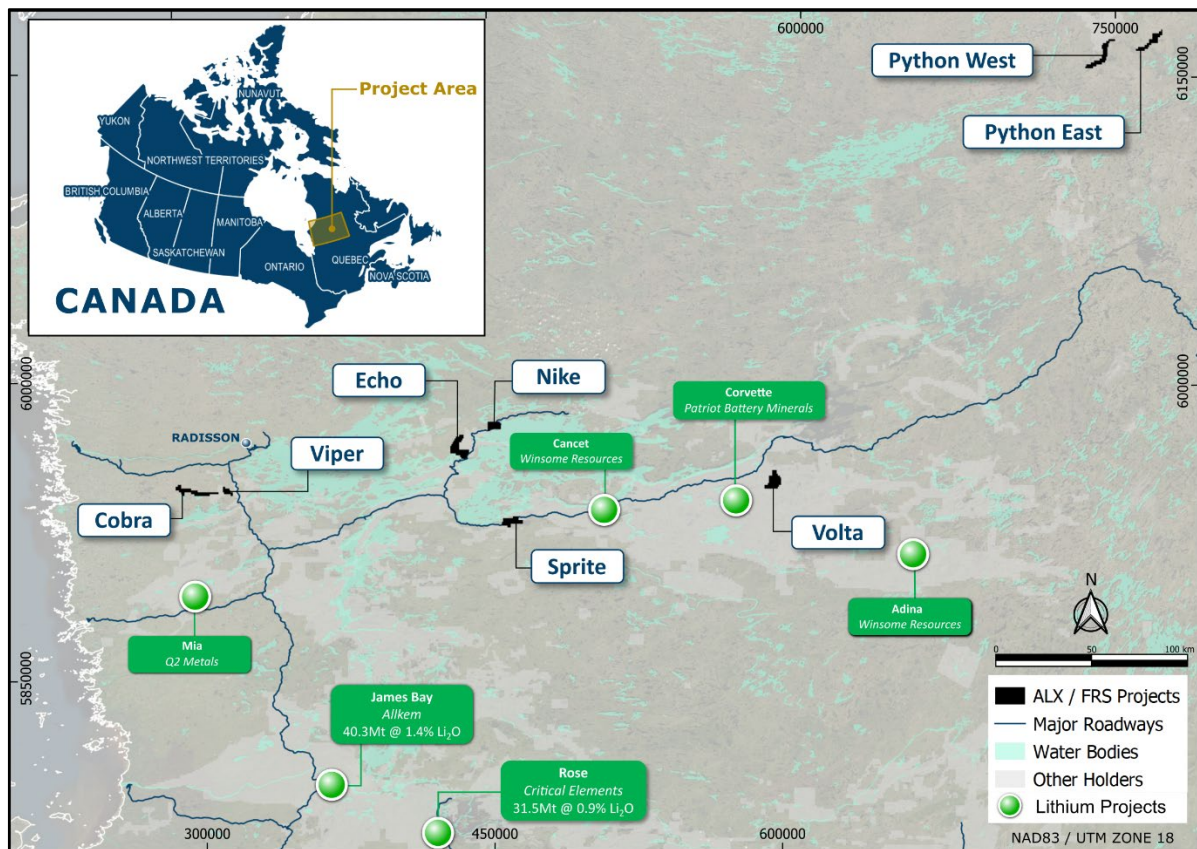 600000
750000
6150000
6000000
5850000
6000000
300000
450000
600000
Project Area
NUNAVUT
YUKON
NORTHWEST TERRITORIES
BRITISH COLUMBIA
ALBERTA
MANITOBA
SASKATCHEWAN
ONTARIO
QUEBEC
NOVA SCOTIA
CANADA
Python West
Python East
Echo
Nike
Corvette
Patriot Battery Minerals
RADISSON
Viper
Cancet
Winsome Resources
Cobra
Volta
Sprite
Adina
Winsome Resources
Mia
Q2 Metals
James Bay
Allkem
40.3Mt @ 1.4% Li₂O
Rose
Critical Elements
31.5Mt @ 0.9% Li₂O
N
0 50 100 km
ALX / FRS Projects
Major Roadways
Water Bodies
Other Holders
Lithium Projects
NAD83 / UTM ZONE 18